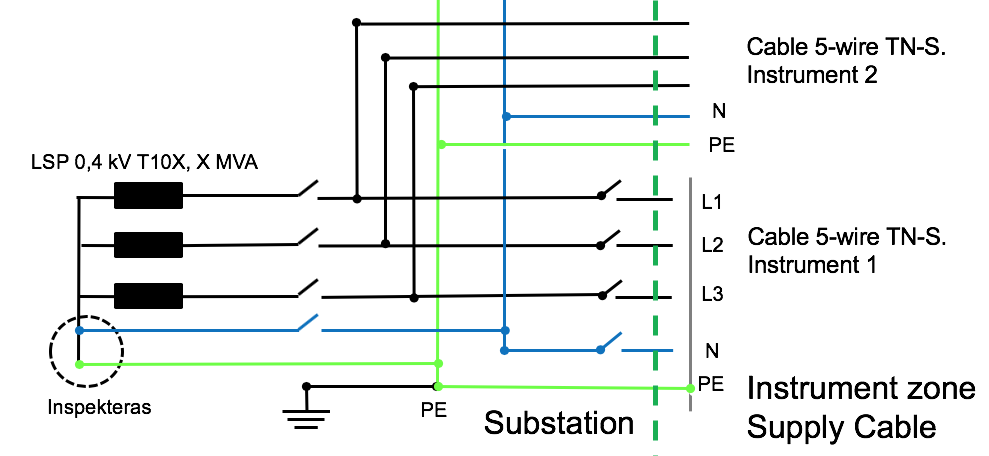 Cable 5-wire TN-S.
Instrument 2
N
PE
LSP 0,4 kV T10X, X MVA
L1
L2
Cable 5-wire TN-S.
Instrument 1
L3
N
PE
Inspekteras
PE
Substation
Instrument zone
Supply Cable